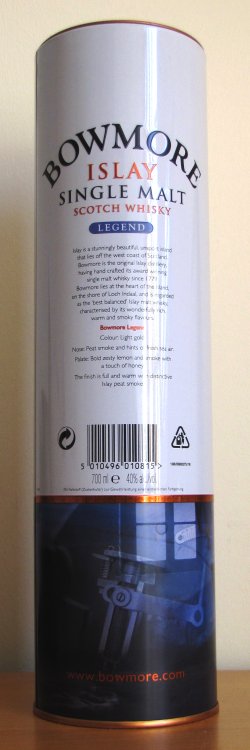 BOWMORE
ISLAY
SINGLE MALT
SCOTCH WHISKY
LEGEND
Islay is a stunningly beautiful, island
that lies off the west coast of Scotland.
Bowmore is the original Islay distillery,
having hand crafted its award winning
single malt whisky since 1779.
Bowmore lies at the heart of the island,
on the shore of Loch Indaal, and is regarded
as the 'best balanced' Islay malt whisky,
characterised by its wonderfully rich,
warm and smoky flavours.
Bowmore Legend
Colour: Light gold
Nose: Peat smoke and hints of fresh sea air
Palate: Bold zesty lemon and smoke with
a touch of honey
The finish is full and warm with distinctive
Islay peat smoke
5 010496 010815 >
700 ml e 40% alc/vol
www.bowmore.com